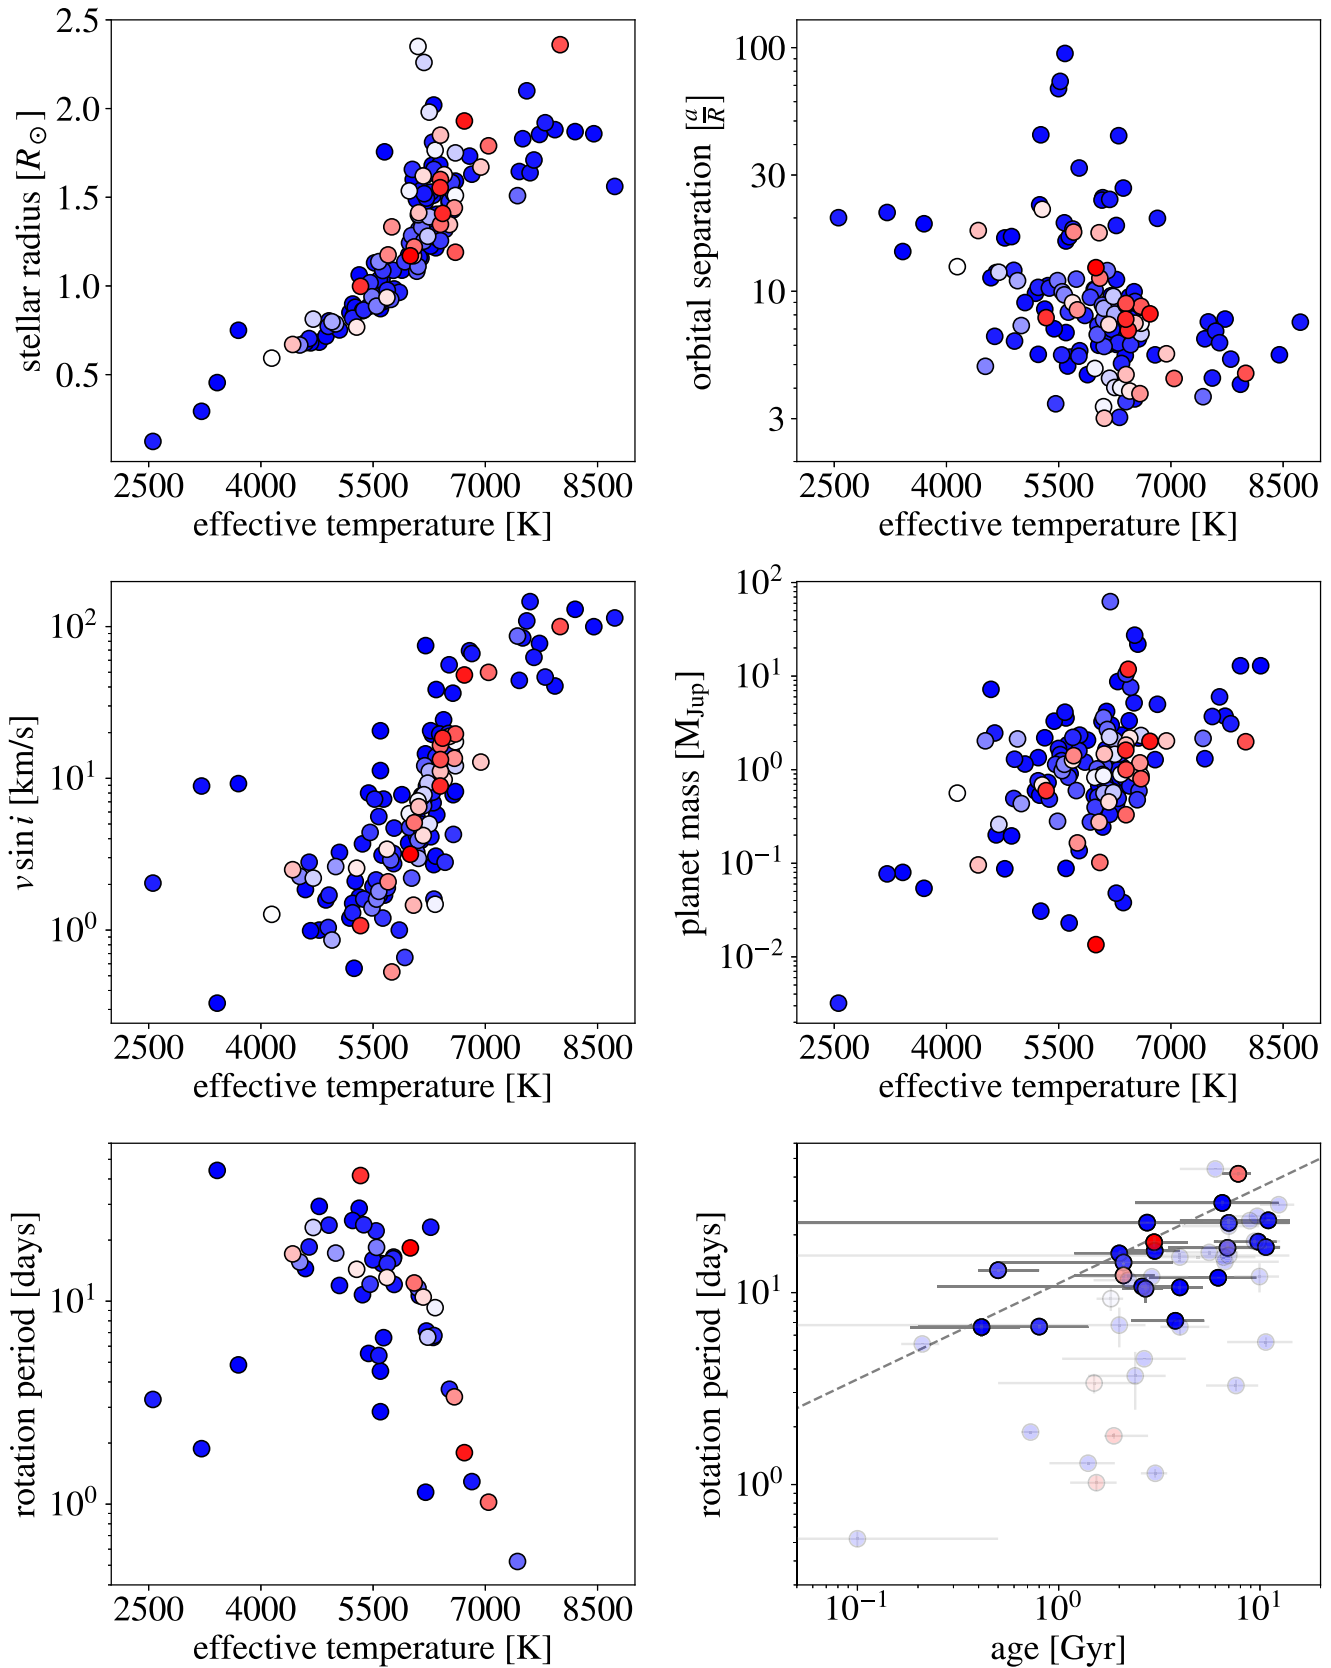 2.5
2.0
1.5
1.0
0.5
stellar radius [R⊙]
2500 4000 5500 7000 8500
effective temperature [K]
100
30
10
3
orbital separation [a/R]
2500 4000 5500 7000 8500
effective temperature [K]
10²
10¹
10⁰
v sin i [km/s]
2500 4000 5500 7000 8500
effective temperature [K]
10²
10¹
10⁰
10⁻¹
10⁻²
planet mass [M_Jup]
2500 4000 5500 7000 8500
effective temperature [K]
10¹
10⁰
rotation period [days]
2500 4000 5500 7000 8500
effective temperature [K]
10¹
10⁰
rotation period [days]
10⁻¹ 10⁰ 10¹
age [Gyr]